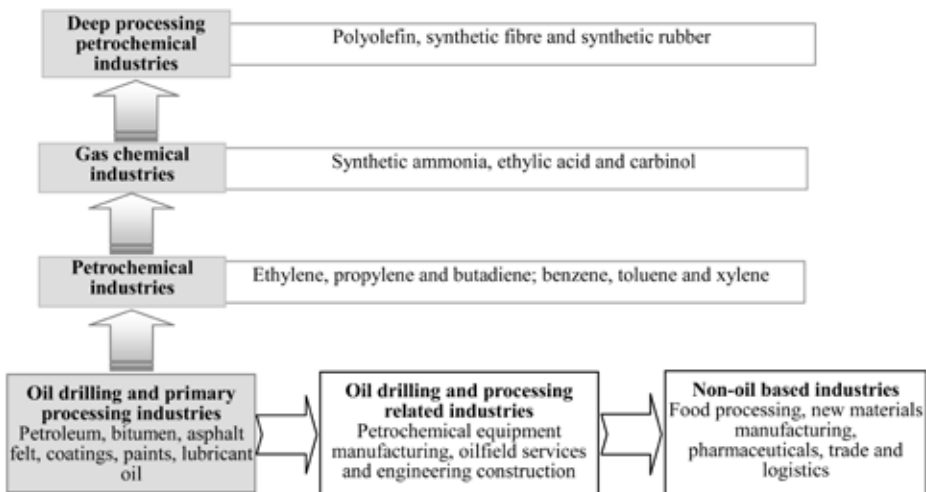 Deep processing
petrochemical
industries
Polyolefin, synthetic fibre and synthetic rubber
Gas chemical
industries
Synthetic ammonia, ethylic acid and carbinol
Petrochemical
industries
Ethylene, propylene and butadiene; benzene, toluene and xylene
Oil drilling and primary
processing industries
Petroleum, bitumen, asphalt
felt, coatings, paints, lubricant
oil
Oil drilling and processing
related industries
Petrochemical equipment
manufacturing, oilfield services
and engineering construction
Non-oil based industries
Food processing, new materials
manufacturing,
pharmaceuticals, trade and
logistics